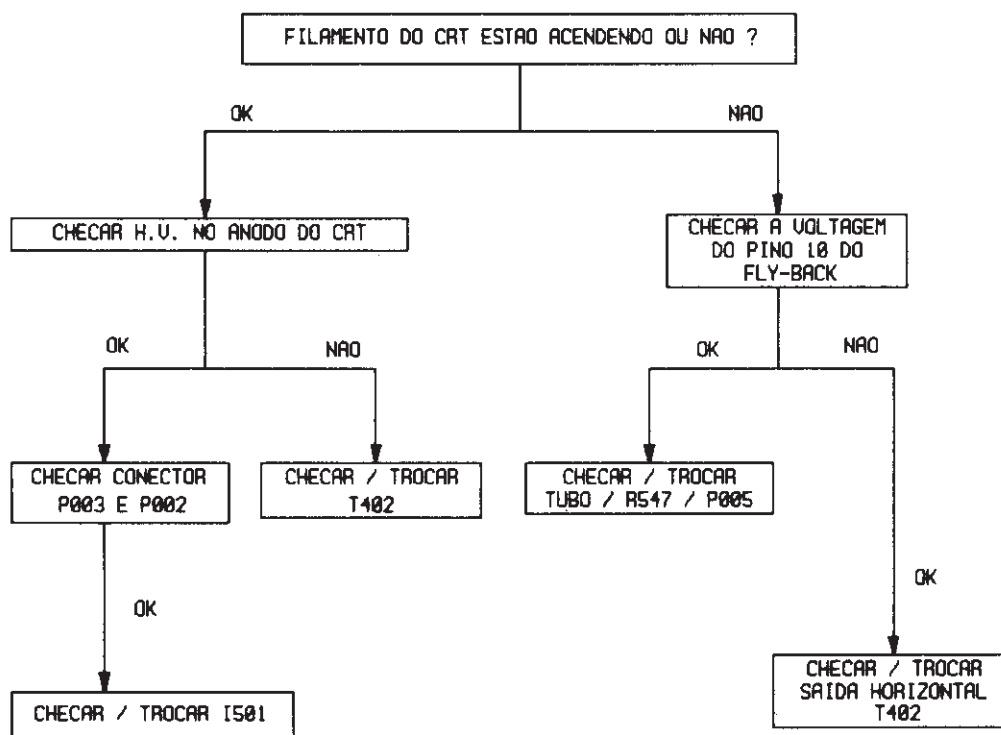 FILAMENTO DO CRT ESTAO ACENDENDO OU NAO ?
OK
NAO
CHECAR H.V. NO ANODO DO CRT
CHECAR A VOLTAGEM
DO PINO 10 DO
FLY-BACK
OK
NAO
OK
NAO
CHECAR CONECTOR
P003 E P002
CHECAR / TROCAR
T402
CHECAR / TROCAR
TUBO / R547 / P005
OK
OK
CHECAR / TROCAR I501
CHECAR / TROCAR
SAIDA HORIZONTAL
T402